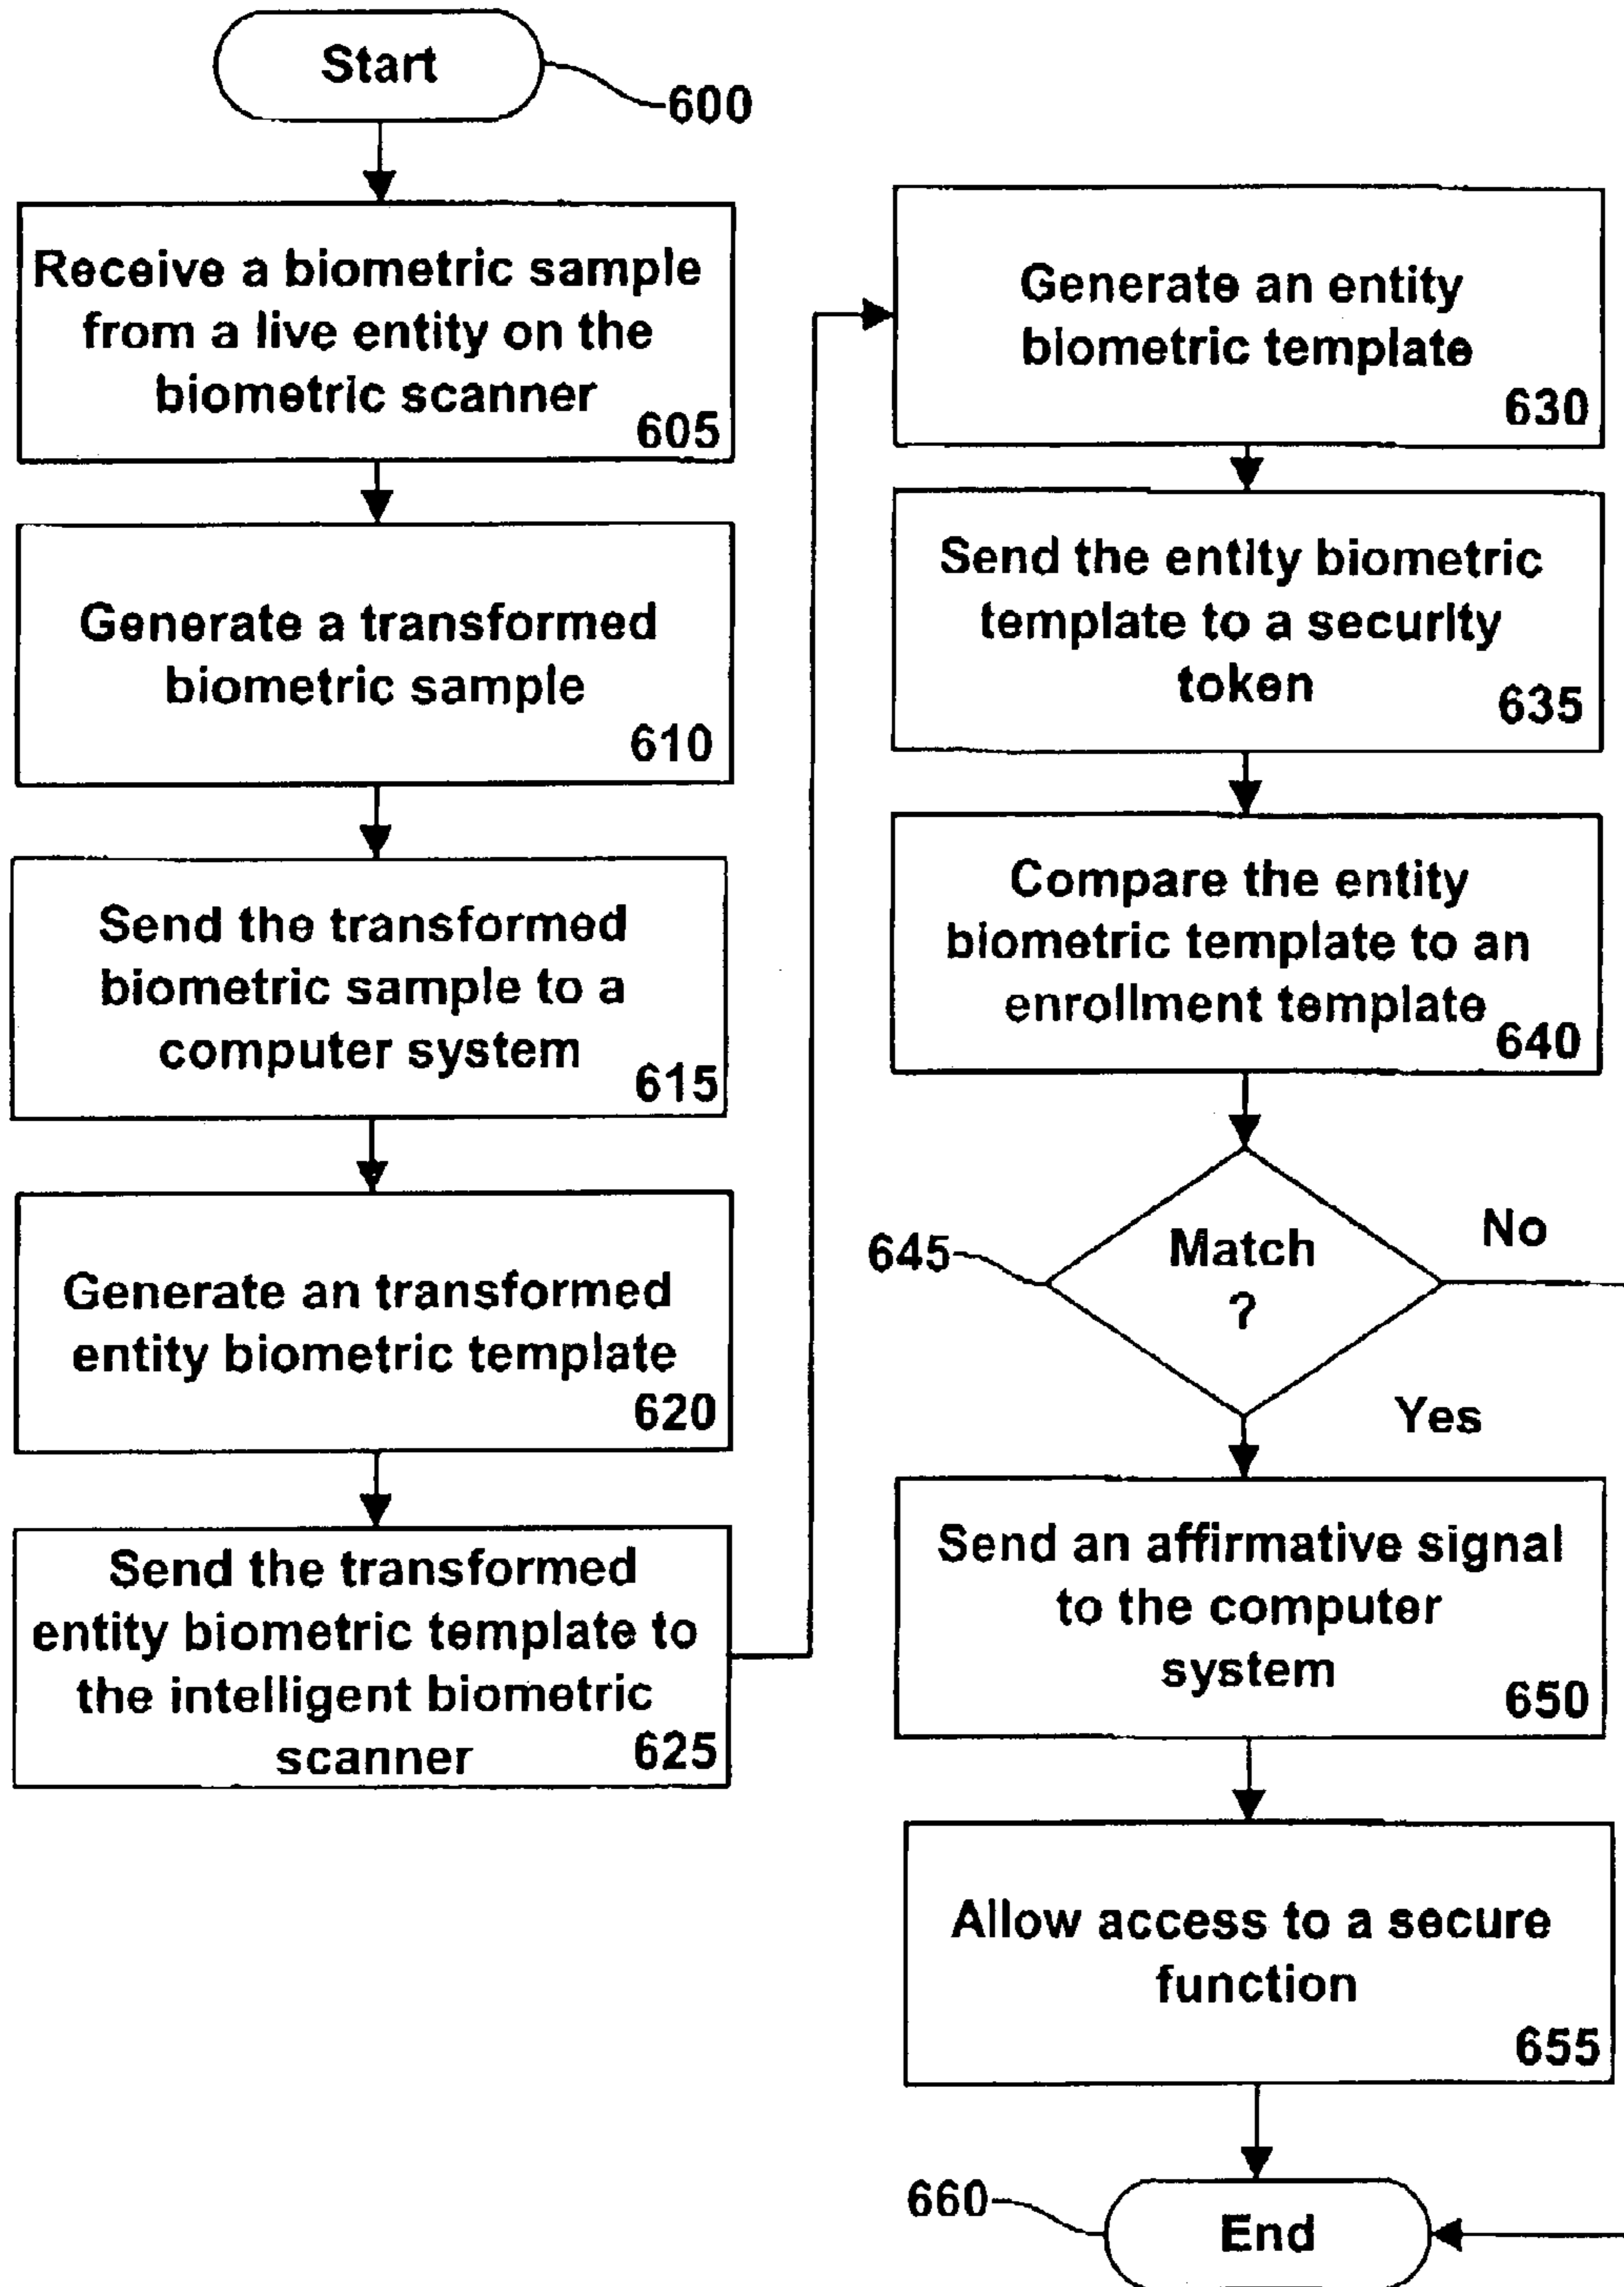 Start
600
Receive a biometric sample
from a live entity on the
biometric scanner
605
Generate a transformed
biometric sample
610
Send the transformed
biometric sample to a
computer system
615
Generate an transformed
entity biometric template
620
Send the transformed
entity biometric template to
the intelligent biometric
scanner
625
Generate an entity
biometric template
630
Send the entity biometric
template to a security
token
635
Compare the entity
biometric template to an
enrollment template
640
645
Match
?
No
Yes
Send an affirmative signal
to the computer
system
650
Allow access to a secure
function
655
660
End